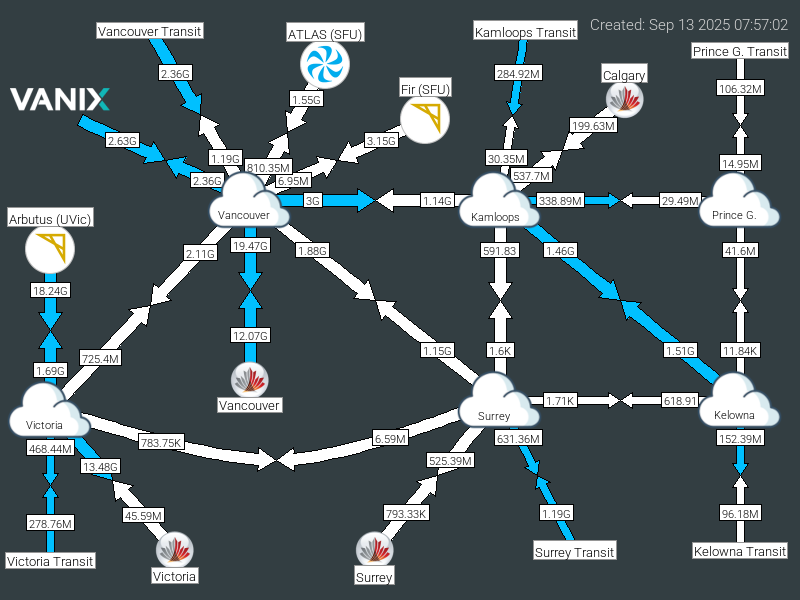 Created: Sep 13 2025 07:57:02
Vancouver Transit
ATLAS (SFU)
Kamloops Transit
Prince G. Transit
2.36G
284.92M
Calgary
106.32M
VANIX
1.55G
Fir (SFU)
199.63M
2.63G
3.15G
1.19G
810.35M
30.35M
14.95M
2.36G
6.95M
537.7M
Vancouver
3G
1.14G
Kamloops
338.89M
29.49M
Prince G.
Arbutus (UVic)
19.47G
2.11G
1.88G
591.83
1.46G
41.6M
18.24G
12.07G
725.4M
1.15G
1.6K
1.51G
11.84K
1.69G
Vancouver
Victoria
Surrey
1.71K
618.91
Kelowna
468.44M
783.75K
6.59M
631.36M
152.39M
13.48G
525.39M
278.76M
45.59M
793.33K
1.19G
96.18M
Victoria Transit
Victoria
Surrey
Surrey Transit
Kelowna Transit